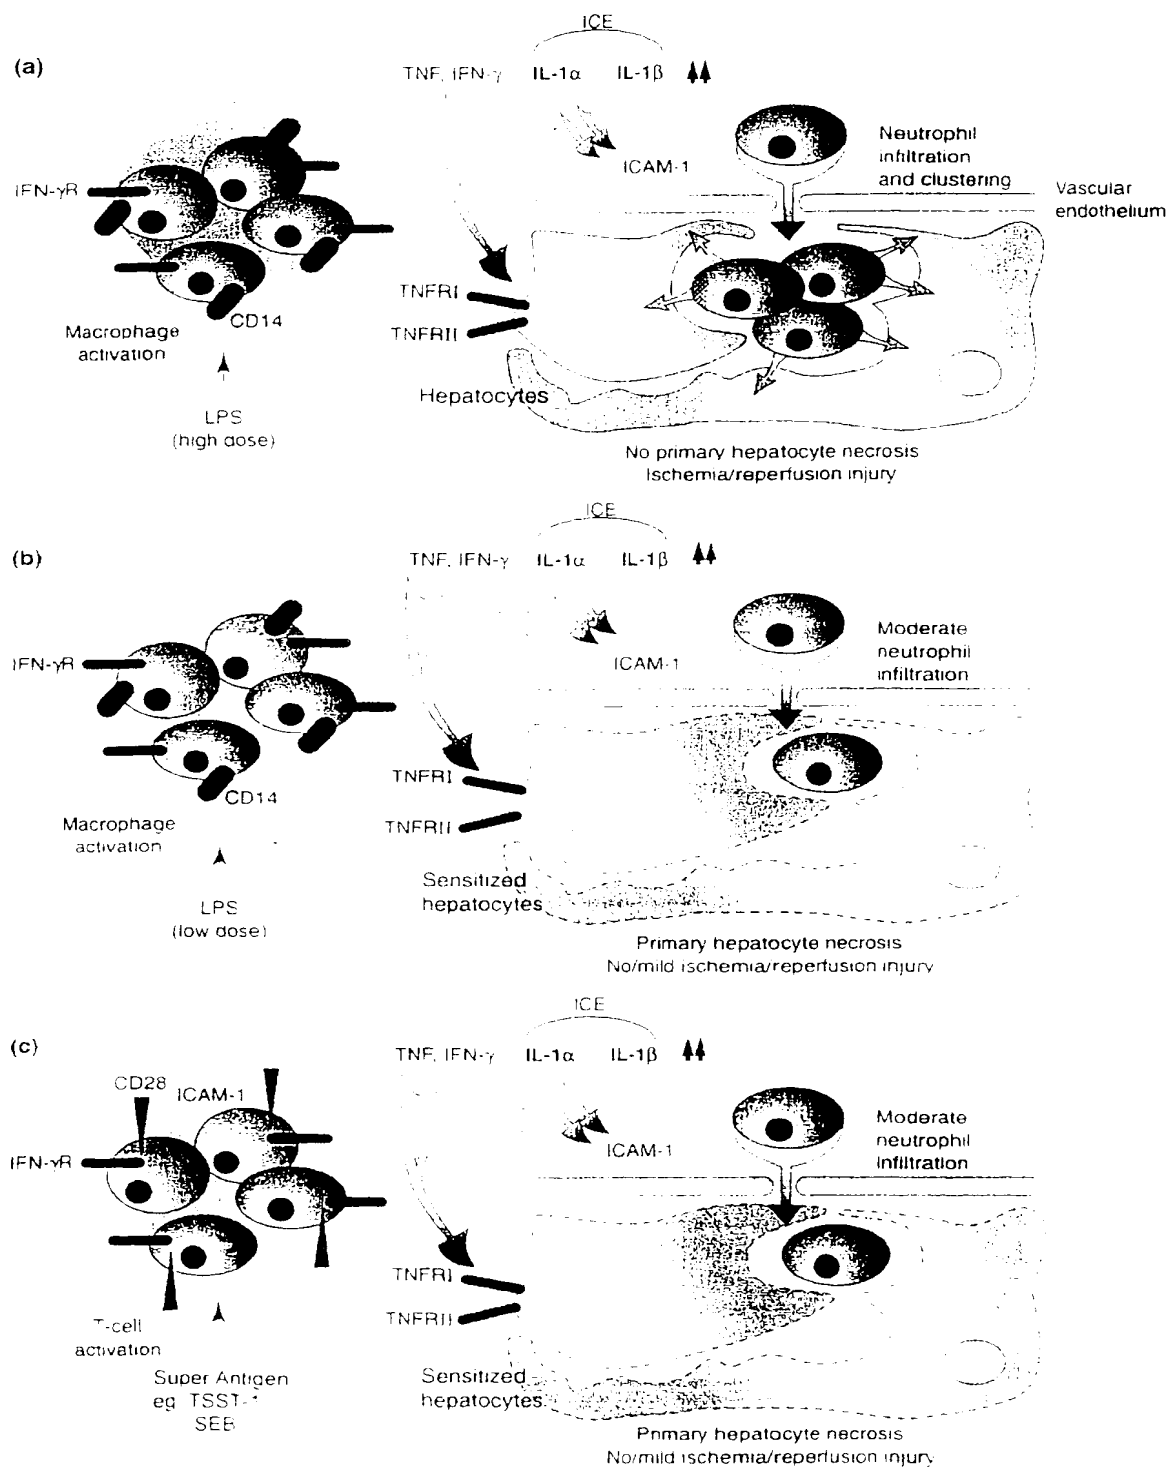 (a)
ICE
TNF, IFN-γ IL-1α IL-1β
ICAM-1
Neutrophil
infiltration
and clustering
Vascular
endothelium
IFN-γR
CD14
Macrophage
activation
LPS
(high dose)
TNFRI
TNFRII
Hepatocytes
No primary hepatocyte necrosis
Ischemia/reperfusion injury
(b)
ICE
TNF, IFN-γ IL-1α IL-1β
ICAM-1
Moderate
neutrophil
infiltration
IFN-γR
CD14
Macrophage
activation
LPS
(low dose)
TNFRI
TNFRII
Sensitized
hepatocytes
Primary hepatocyte necrosis
No/mild ischemia/reperfusion injury
(c)
ICE
TNF, IFN-γ IL-1α IL-1β
ICAM-1
Moderate
neutrophil
infiltration
CD28
ICAM-1
IFN-γR
T-cell
activation
Super Antigen
eg. TSST-1
SEB
TNFRI
TNFRII
Sensitized
hepatocytes
Primary hepatocyte necrosis
No/mild ischemia/reperfusion injury